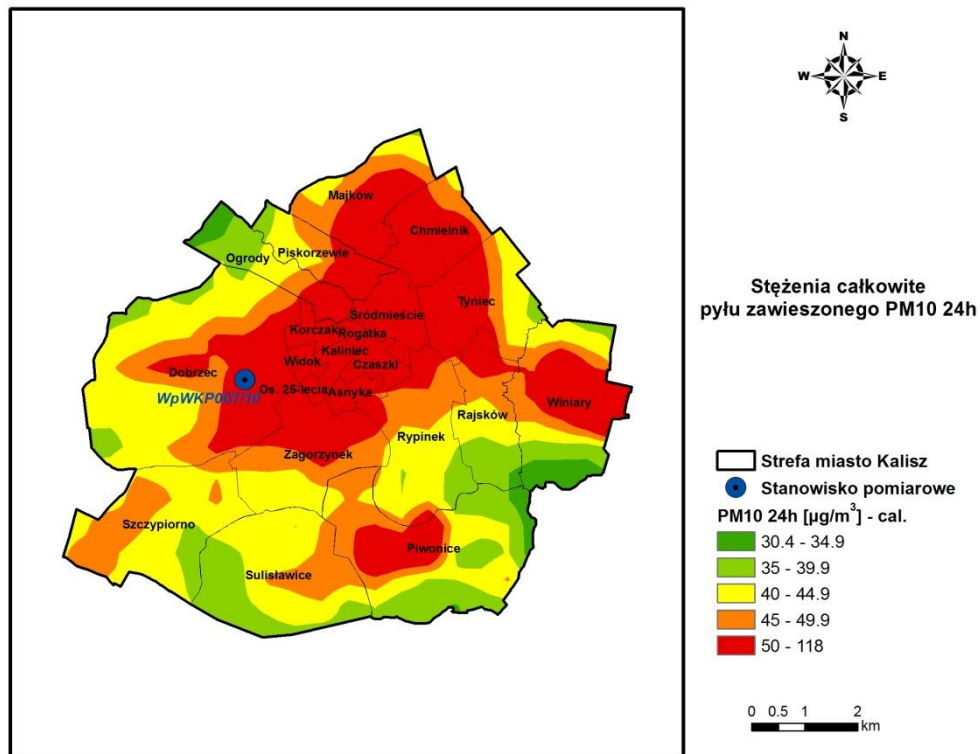 N
W E
S
Majkow
Chmielnik
Ogrody
Piskorzewie
Tyniec
Śródmieście
Korczak
Rogatka
Kaliniec
Widok
Czaszki
Dobrzec
Os. 25-lecia
Asnyka
WpWKP007/10
Winiary
Rajsków
Rypinek
Zagorzynek
Szczypiorno
Piwonice
Sulisławice
Stężenia całkowite
pyłu zawieszonego PM10 24h
Strefa miasto Kalisz
Stanowisko pomiarowe
PM10 24h [µg/m³] - cal.
30.4 - 34.9
35 - 39.9
40 - 44.9
45 - 49.9
50 - 118
0 0.5 1 2
km